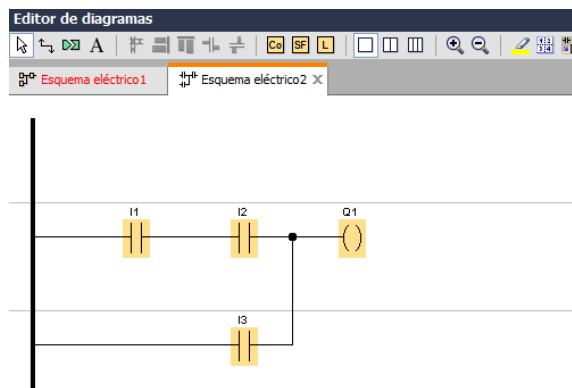 Editor de diagramas
A Co SF L
Esquema eléctrico1 Esquema eléctrico2
I1 I2 Q1
I3